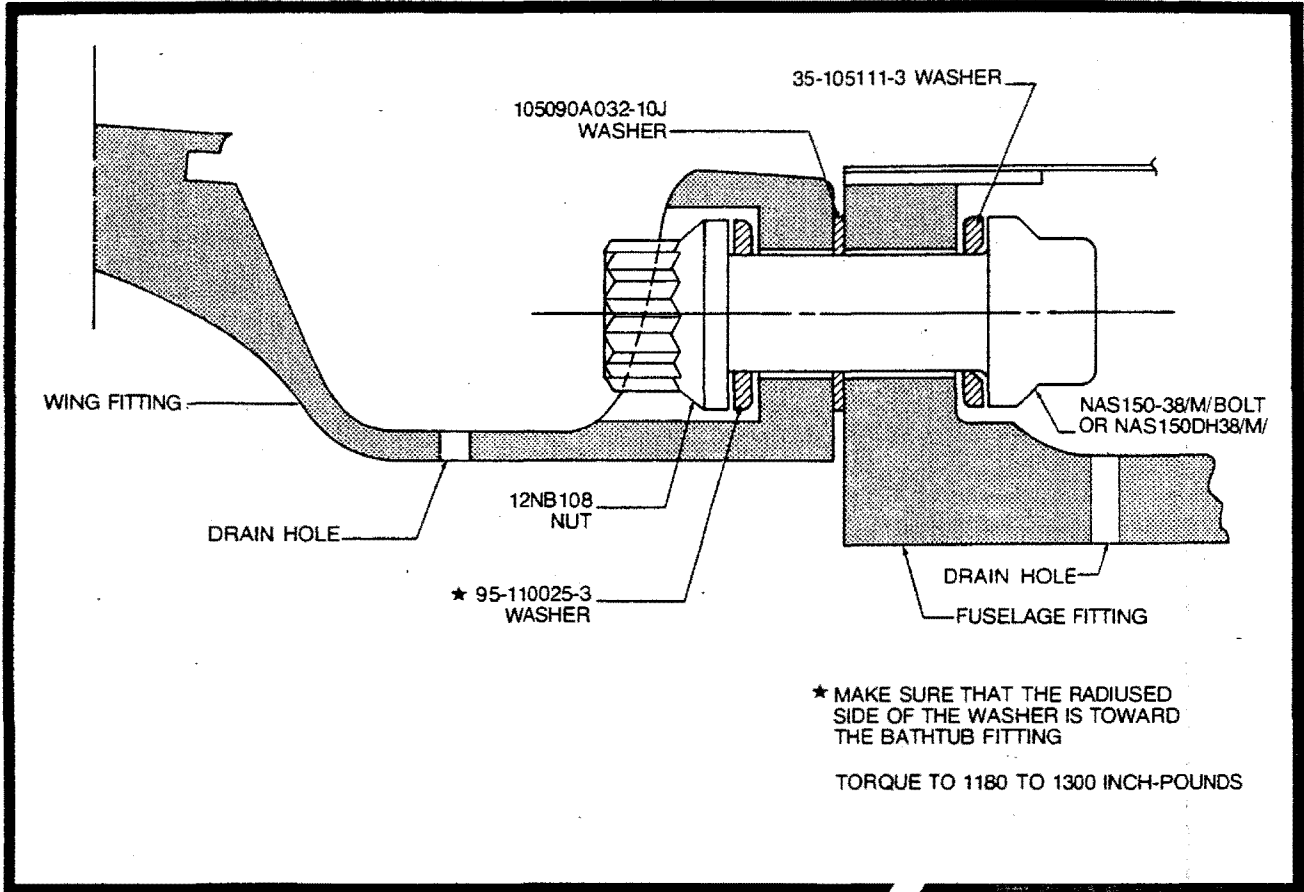 35-105111-3 WASHER
105090A032-10J
WASHER
WING FITTING
NAS150-38/M/BOLT
OR NAS150DH38/M/
12NB108
NUT
DRAIN HOLE
DRAIN HOLE
★ 95-110025-3
WASHER
FUSELAGE FITTING
★ MAKE SURE THAT THE RADIUSED
SIDE OF THE WASHER IS TOWARD
THE BATHTUB FITTING
TORQUE TO 1180 TO 1300 INCH-POUNDS